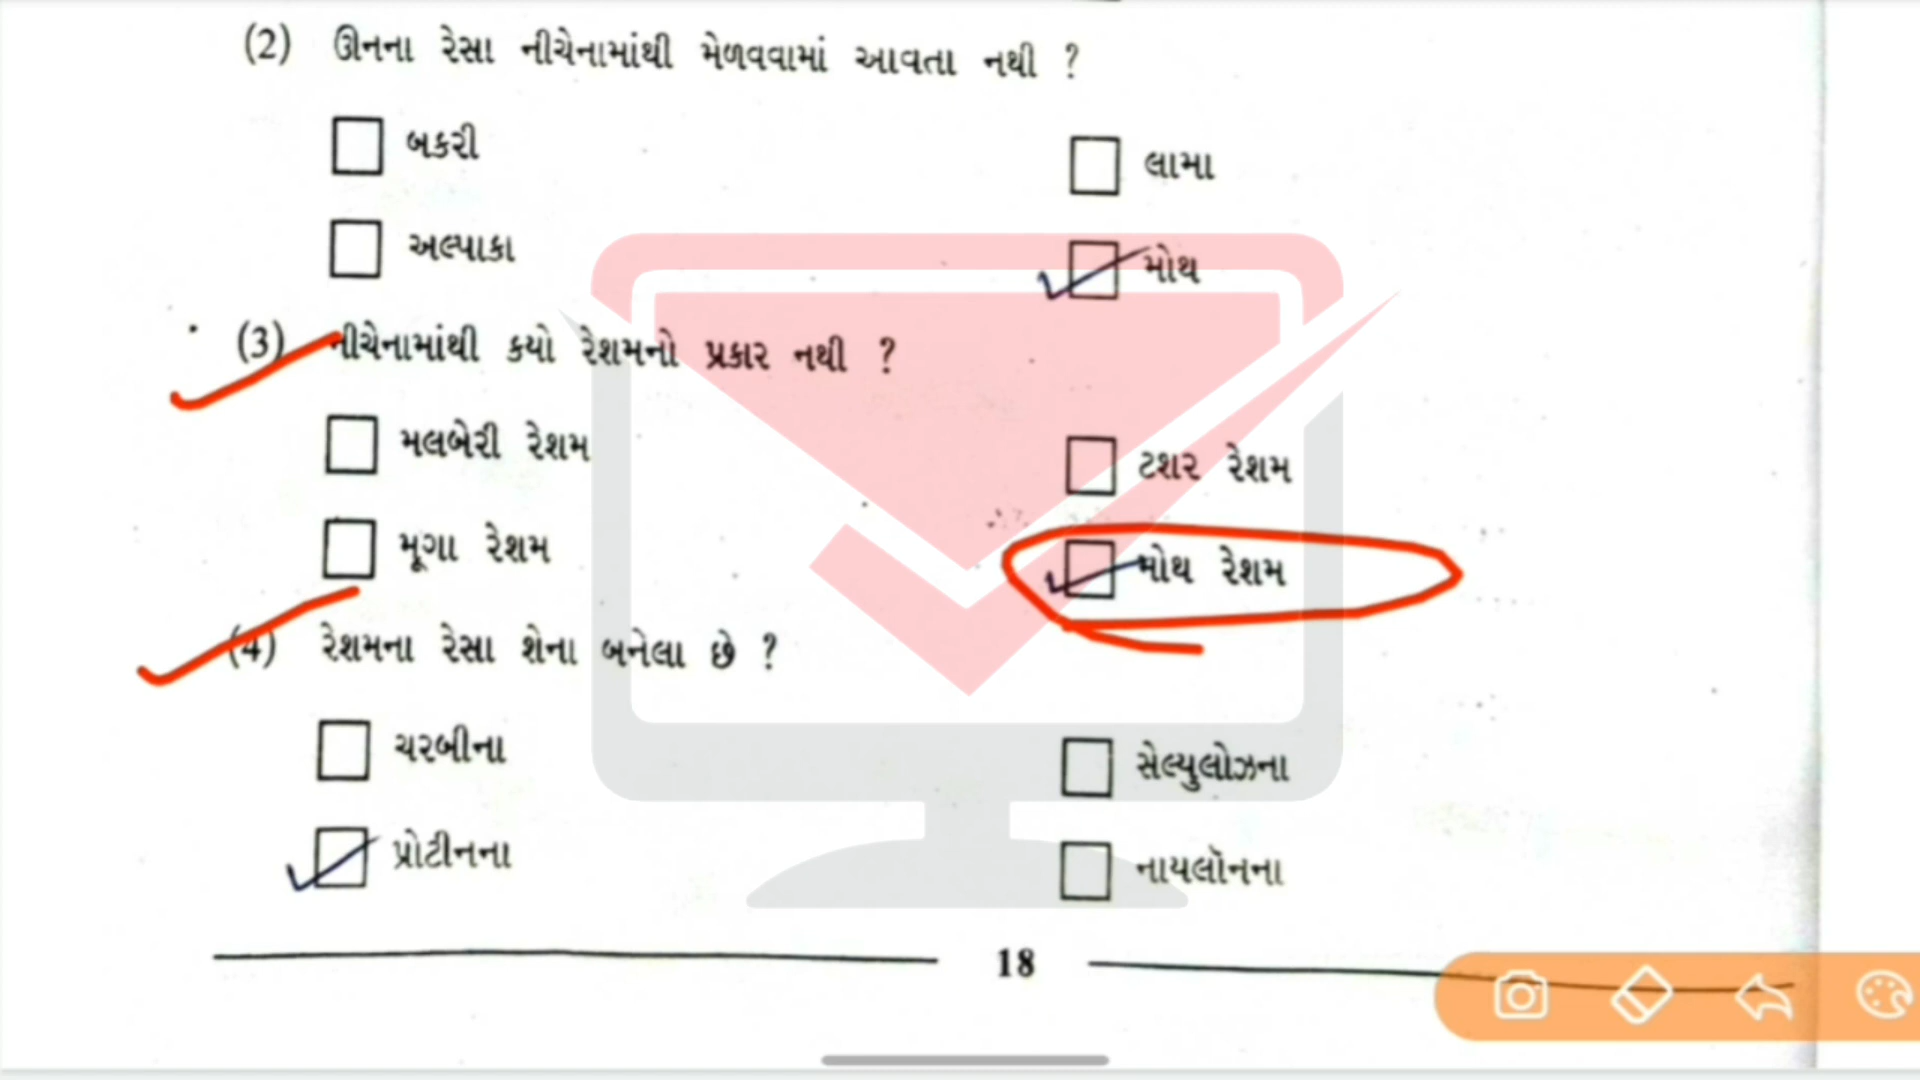 (2) ઊનના રેસા નીચેનામાંથી મેળવવામાં આવતા નથી ?
બકરી લામા
અલ્પાકા મોથ
(3) નીચેનામાંથી કયો રેશમનો પ્રકાર નથી ?
મલબેરી રેશમ ટશર રેશમ
મૂગા રેશમ મોથ રેશમ
(4) રેશમના રેસા શેના બનેલા છે ?
ચરબીના સેલ્યુલોઝના
પ્રોટીનના નાયલૉનના
18